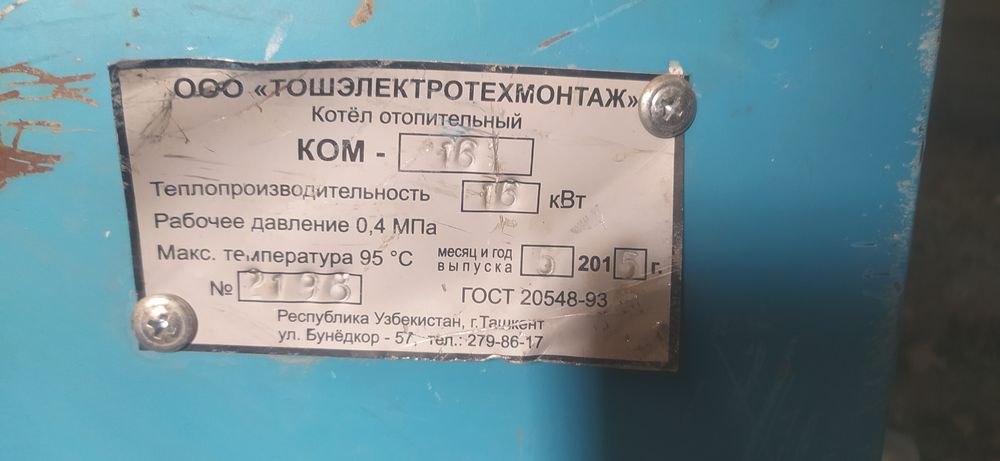 ООО «ТОШЭЛЕКТРОТЕХМОНТАЖ»
Котёл отопительный
КОМ - 16
Теплопроизводительность 16 кВт
Рабочее давление 0,4 МПа
Макс. температура 95 °С месяц и год выпуска 5 2015 г.
№ 2196 ГОСТ 20548-93
Республика Узбекистан, г.Ташкент
ул. Бунёдкор - 57, тел.: 279-86-17